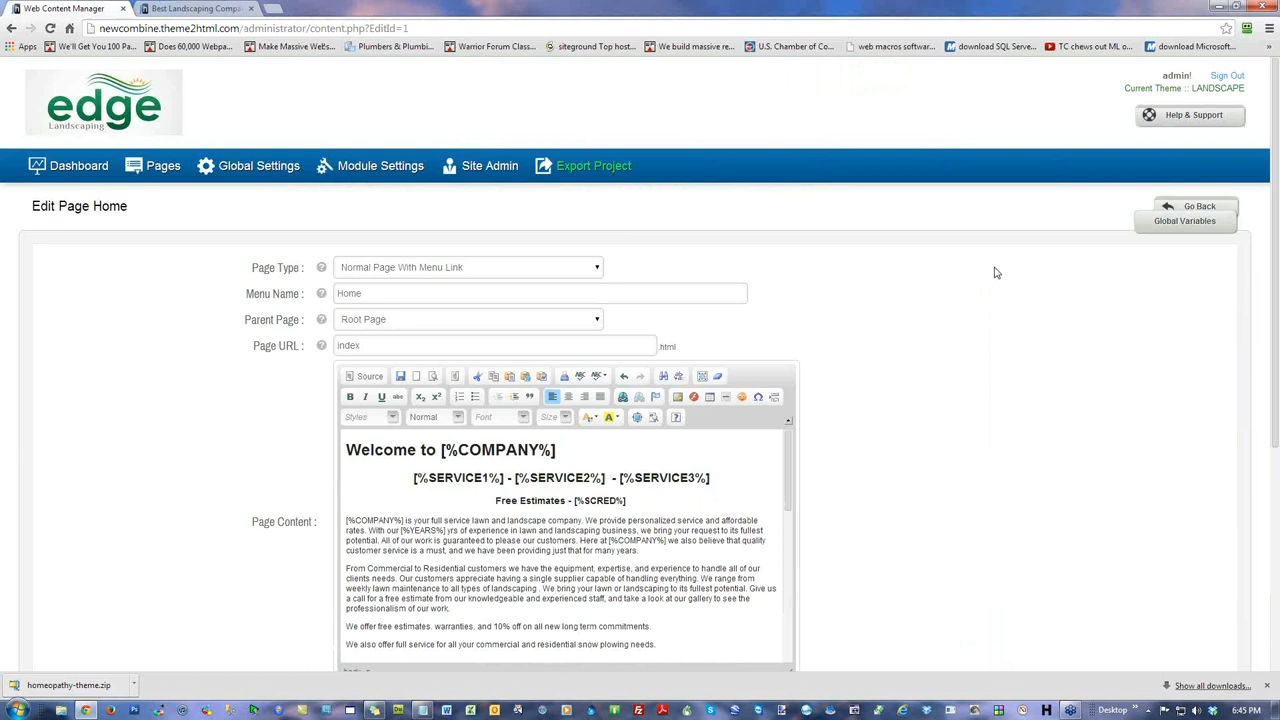 Web Content Manager
Best Landscaping Compa
newcombine.theme2html.com/administrator/content.php?EditId=1
Apps
We'll Get You 100 Pa...
Does 60,000 Webpa...
Make Massive WebS...
Plumbers & Plumbi...
Warrior Forum Class...
siteground Top host...
We build massive re...
U.S. Chamber of Co...
web macros softwar...
download SQL Serve...
TC chews out ML o...
download Microsoft...
edge
Landscaping
admin!
Sign Out
Current Theme :: LANDSCAPE
Help & Support
Dashboard
Pages
Global Settings
Module Settings
Site Admin
Export Project
Edit Page Home
Go Back
Global Variables
Page Type :
Normal Page With Menu Link
Menu Name :
Home
Parent Page :
Root Page
Page URL :
index
.html
Source
Styles
Normal
Font
Size
Page Content :
Welcome to [%COMPANY%]
[%SERVICE1%] - [%SERVICE2%] - [%SERVICE3%]
Free Estimates - [%SCRED%]
[%COMPANY%] is your full service lawn and landscape company. We provide personalized service and affordable
rates. With our [%YEARS%] yrs of experience in lawn and landscaping business, we bring your request to its fullest
potential. All of our work is guaranteed to please our customers. Here at [%COMPANY%] we also believe that quality
customer service is a must, and we have been providing just that for many years.
From Commercial to Residential customers we have the equipment, expertise, and experience to handle all of our
clients needs. Our customers appreciate having a single supplier capable of handling everything. We range from
weekly lawn maintenance to all types of landscaping . We bring your lawn or landscaping to its fullest potential. Give us
a call for a free estimate from our knowledgeable and experienced staff, and take a look at our gallery to see the
professionalism of our work.
We offer free estimates. warranties. and 10% off on all new long term commitments.
We also offer full service for all your commercial and residential snow plowing needs.
homeopathy-theme.zip
Show all downloads...
Desktop
6:45 PM